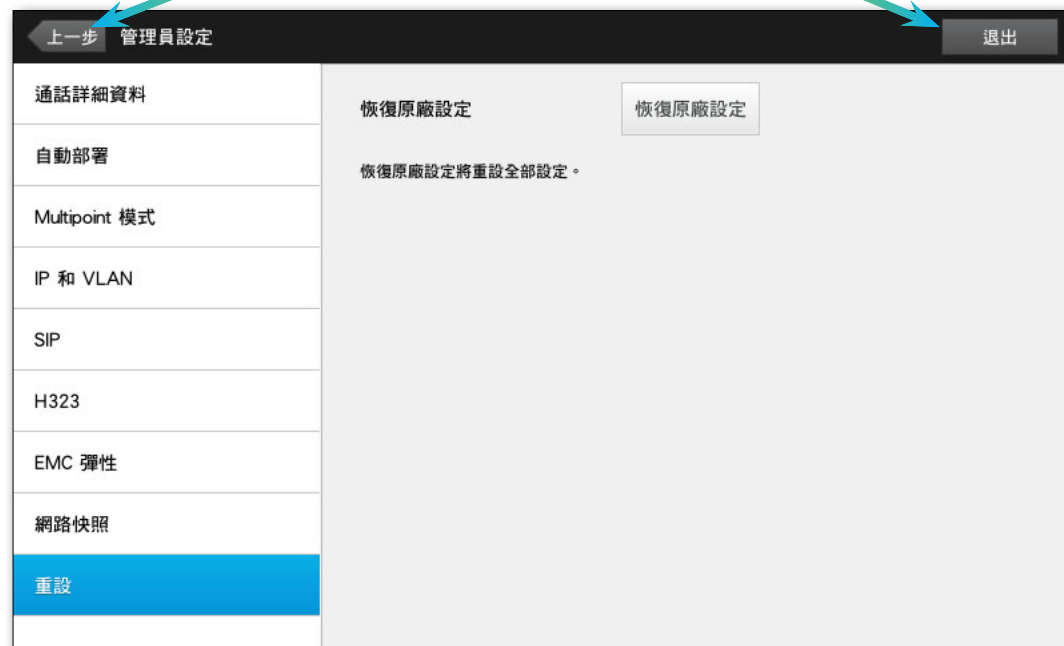 上一步 管理員設定 退出
通話詳細資料
自動部署
Multipoint 模式
IP 和 VLAN
SIP
H323
EMC 彈性
網路快照
重設
恢復原廠設定 恢復原廠設定
恢復原廠設定將重設全部設定。